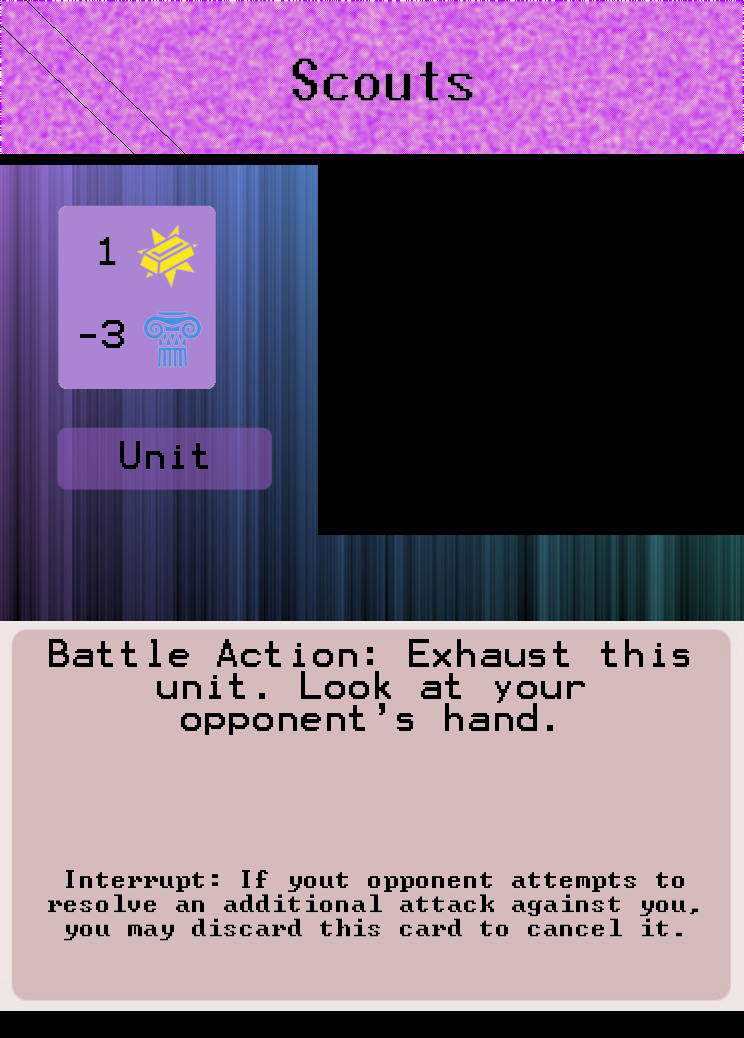 Scouts
1
-3
Unit
Battle Action: Exhaust this
unit. Look at your
opponent's hand.
Interrupt: If yout opponent attempts to
resolve an additional attack against you,
you may discard this card to cancel it.